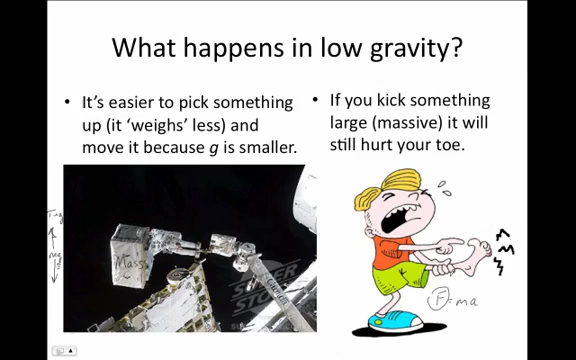 What happens in low gravity?
• It's easier to pick something
up (it 'weighs' less) and
move it because g is smaller.
• If you kick something
large (massive) it will
still hurt your toe.
Mass
mg
F=ma